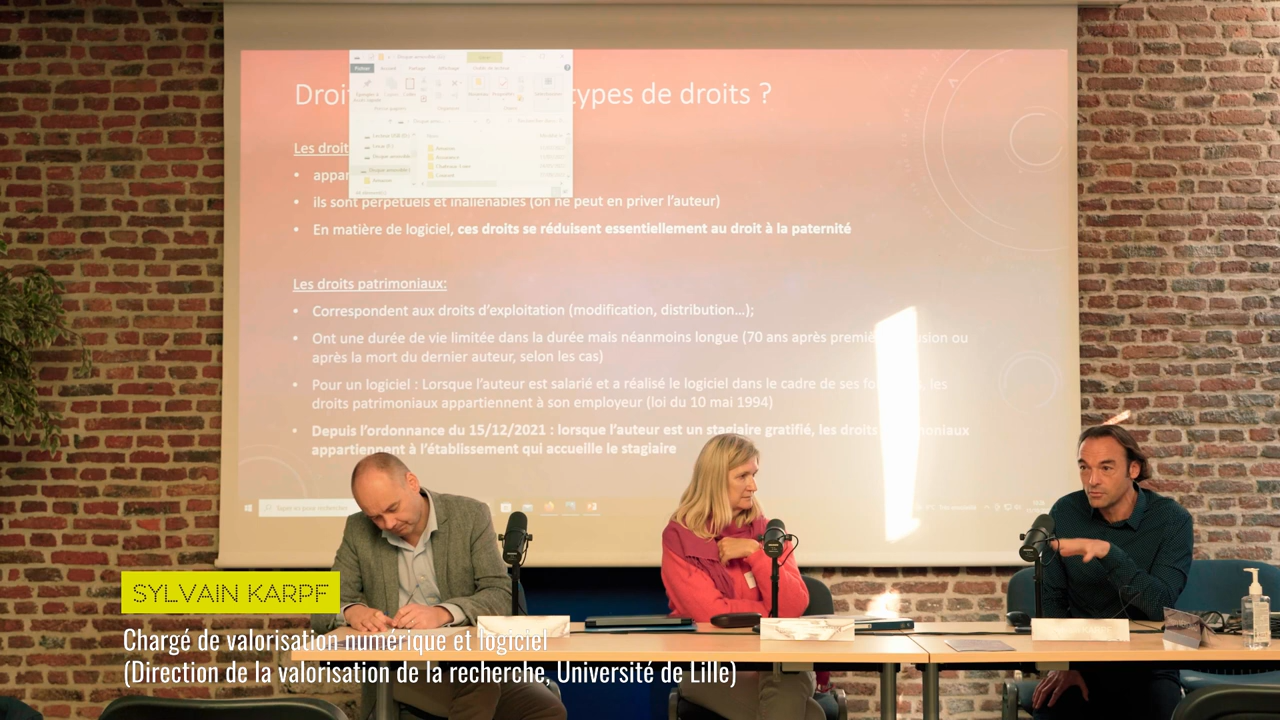 Droi types de droits ?
Les droit
appar
ils sont perpétuels et inaliénables (on ne peut en priver l'auteur)
En matière de logiciel, ces droits se réduisent essentiellement au droit à la paternité
Les droits patrimoniaux:
Correspondent aux droits d'exploitation (modification, distribution...);
Ont une durée de vie limitée dans la durée mais néanmoins longue (70 ans après ou
après la mort du dernier auteur, selon les cas)
Pour un logiciel : Lorsque l'auteur est salarié et a réalisé le logiciel dans le cadre de ses les
droits patrimoniaux appartiennent à son employeur (loi du 10 mai 1994)
Depuis l'ordonnance du 15/12/2021 : lorsque l'auteur est un stagiaire gratifié, les
appartiennent à l'établissement qui accueille le stagiaire
SYLVAIN KARPF
Chargé de valorisation numérique et logiciel
(Direction de la valorisation de la recherche, Université de Lille)